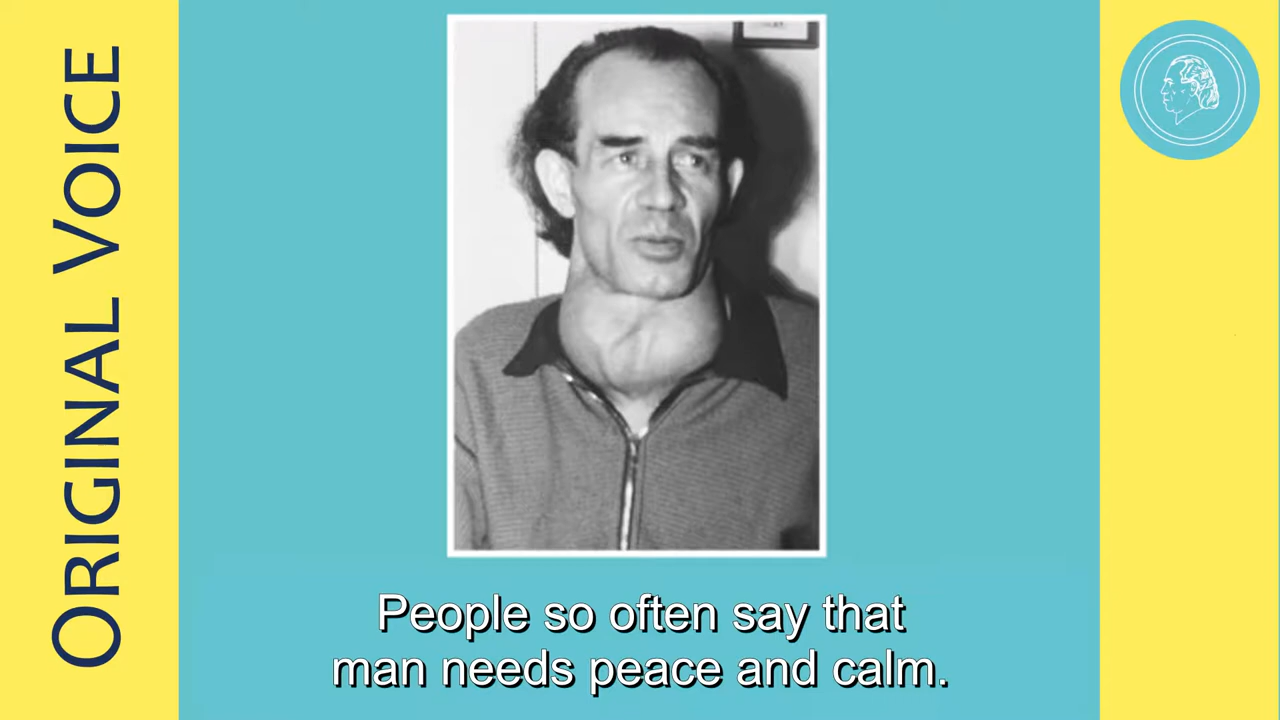 ORIGINAL VOICE
People so often say that
man needs peace and calm.